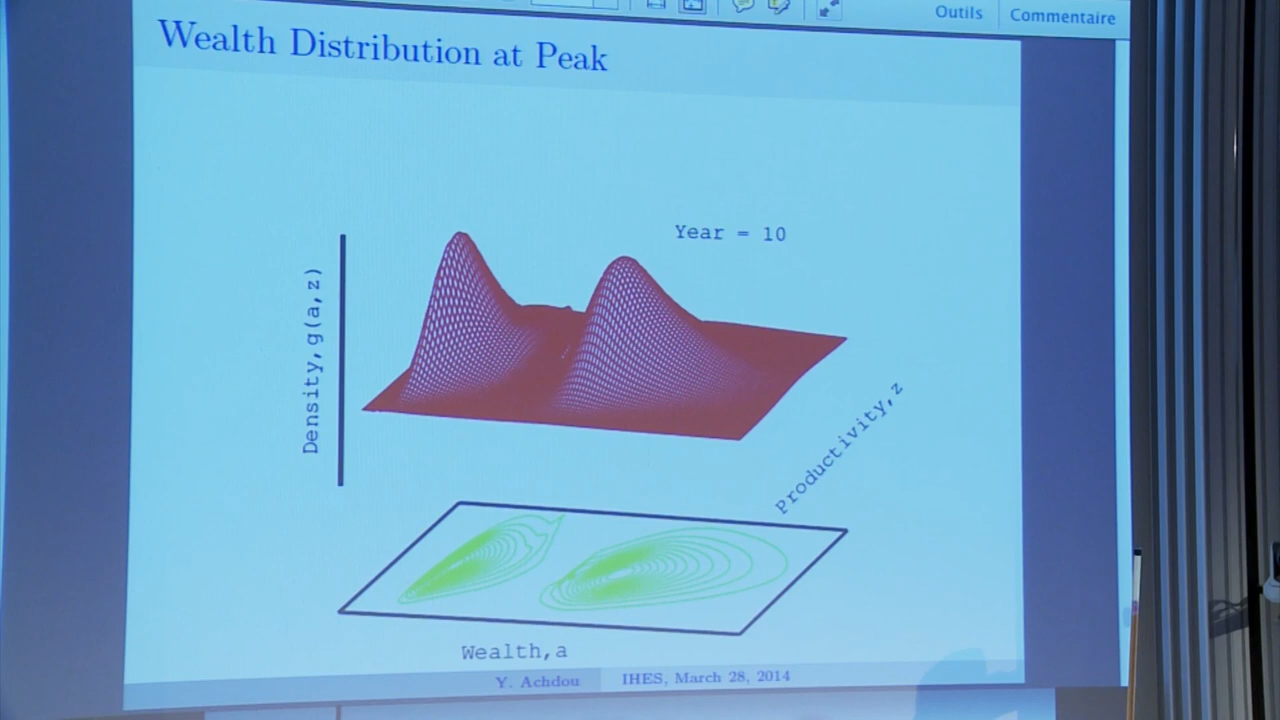 Outils Commentaire
Wealth Distribution at Peak
Year = 10
Density,g(a,z)
Productivity,z
Wealth,a
Y. Achdou IHES, March 28, 2014